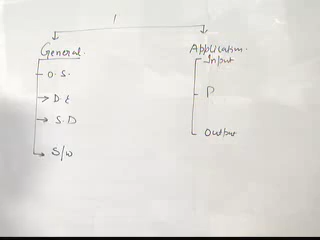 General.
O.S.
D.E
S.D
S/w
Application.
Input
P
Output